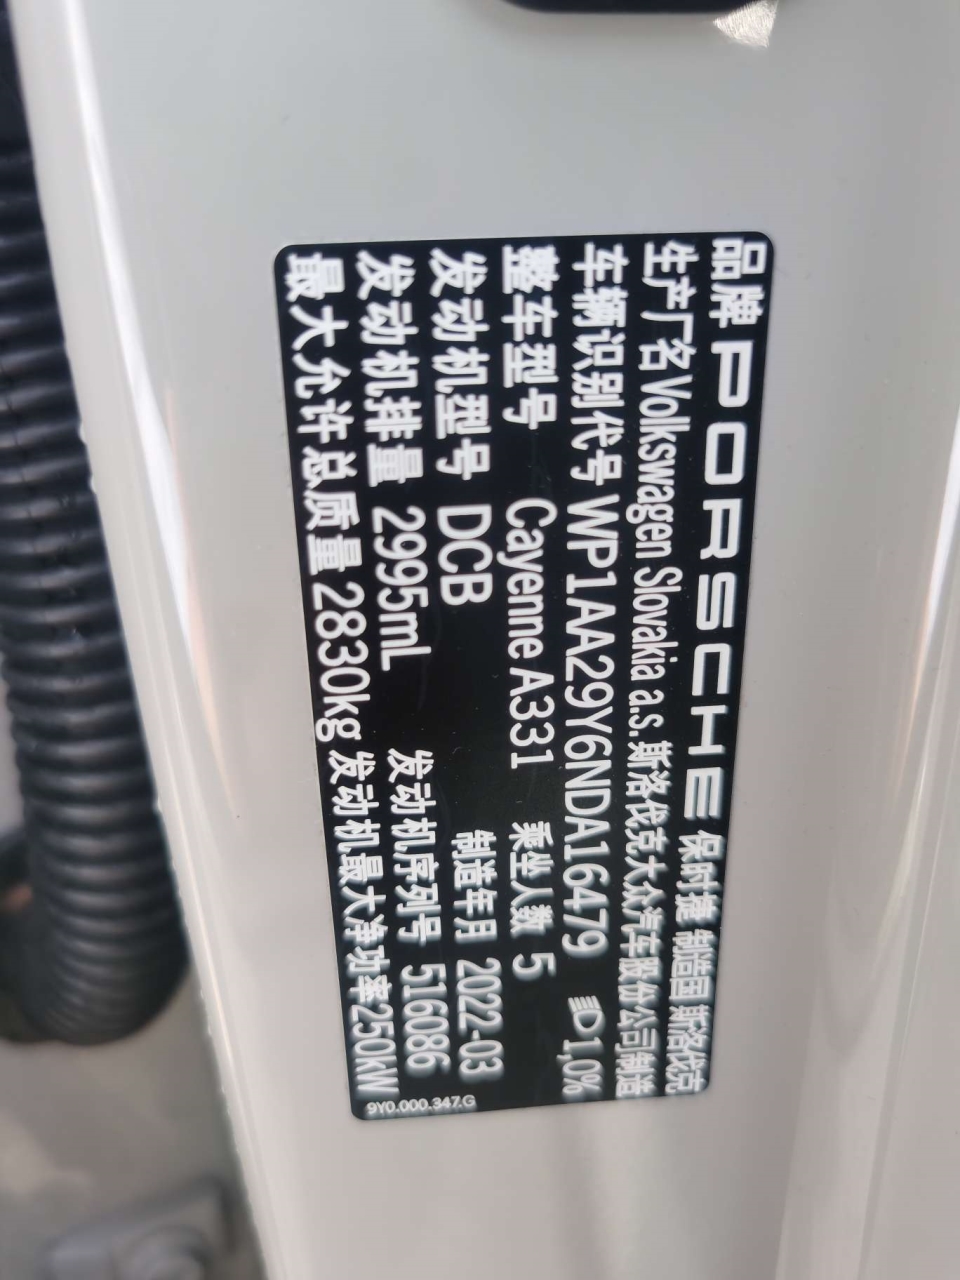 品牌 PORSCHE 保时捷 制造国 斯洛伐克
生产厂名 Volkswagen Slovakia a.s. 斯洛伐克大众汽车股份公司制造
车辆识别代号 WP1AA29Y6NDA16479 1,0%
整车型号 Cayenne A331 乘坐人数 5
发动机型号 DCB 制造年月 2022-03
发动机排量 2995mL 发动机序列号 516086
最大允许总质量 2830kg 发动机最大净功率250kW
9Y0.000.347.G